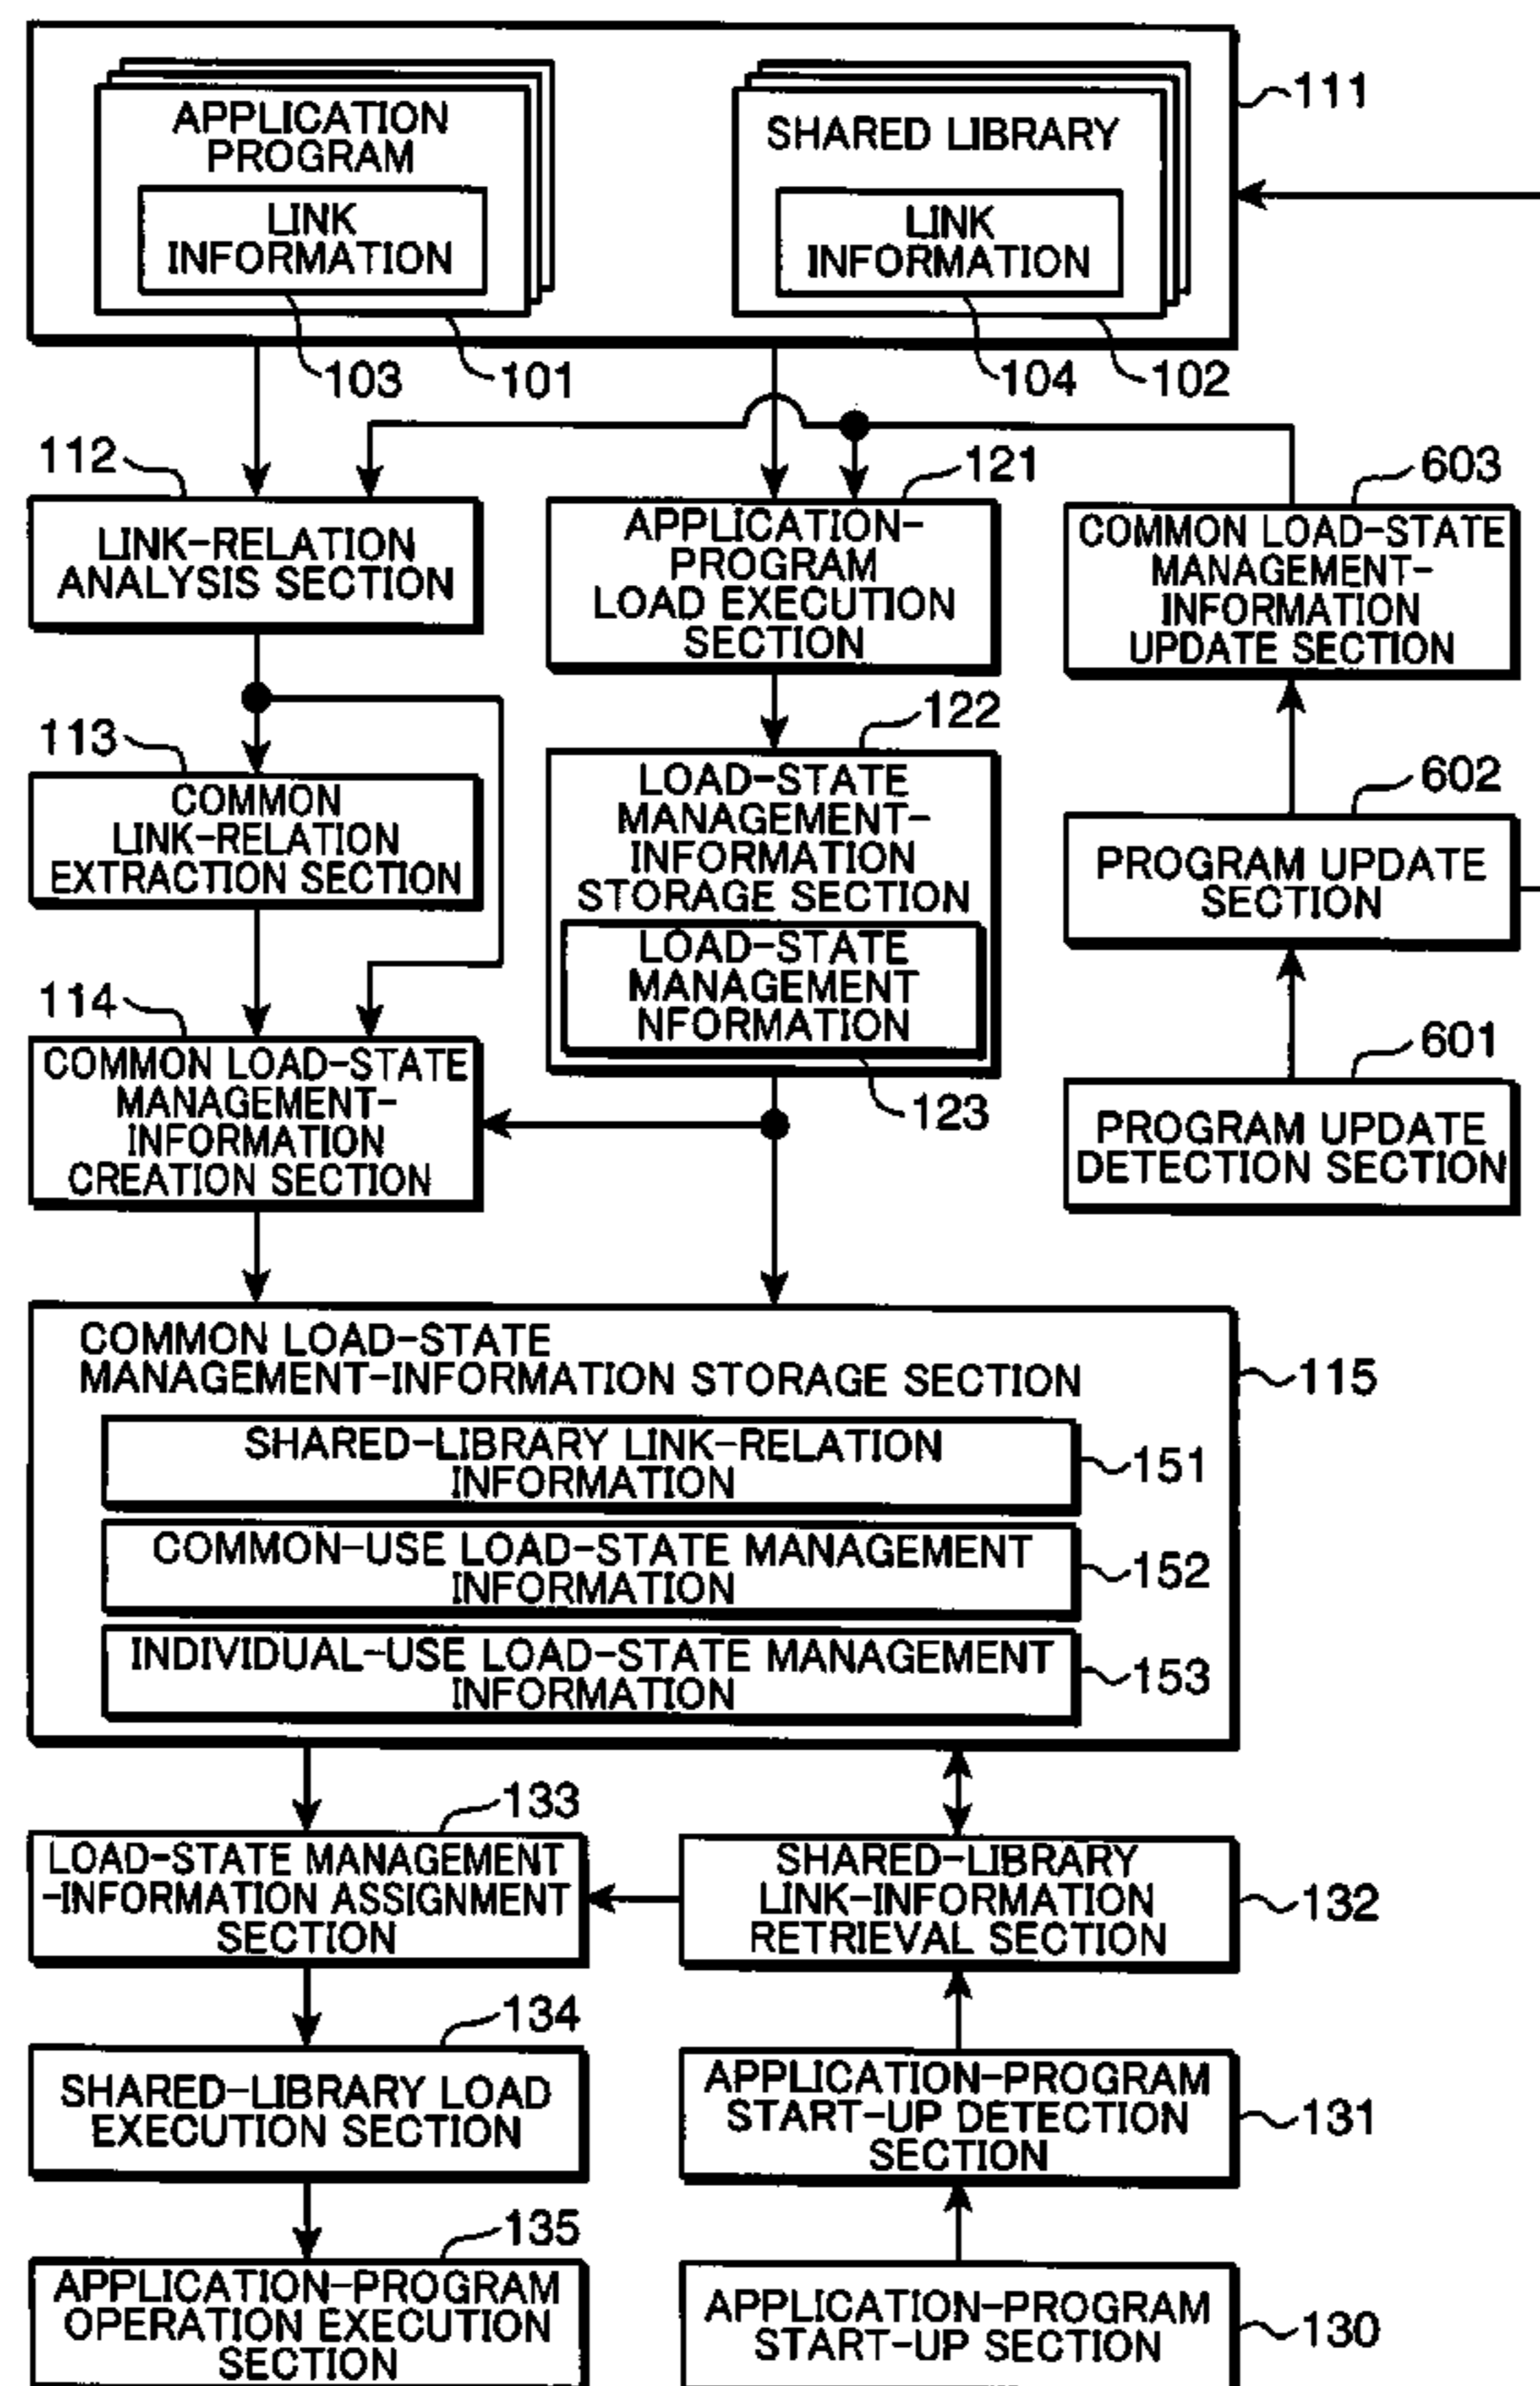 APPLICATION
PROGRAM
LINK
INFORMATION
SHARED LIBRARY
LINK
INFORMATION
111
103
101
104
102
112
LINK-RELATION
ANALYSIS SECTION
121
APPLICATION-
PROGRAM
LOAD EXECUTION
SECTION
603
COMMON LOAD-STATE
MANAGEMENT-
INFORMATION
UPDATE SECTION
113
COMMON
LINK-RELATION
EXTRACTION SECTION
122
LOAD-STATE
MANAGEMENT-
INFORMATION
STORAGE SECTION
LOAD-STATE
MANAGEMENT
NFORMATION
123
602
PROGRAM UPDATE
SECTION
114
COMMON LOAD-STATE
MANAGEMENT-
INFORMATION
CREATION SECTION
601
PROGRAM UPDATE
DETECTION SECTION
COMMON LOAD-STATE
MANAGEMENT-INFORMATION STORAGE SECTION
115
SHARED-LIBRARY LINK-RELATION
INFORMATION
151
COMMON-USE LOAD-STATE MANAGEMENT
INFORMATION
152
INDIVIDUAL-USE LOAD-STATE MANAGEMENT
INFORMATION
153
133
LOAD-STATE MANAGEMENT
-INFORMATION ASSIGNMENT
SECTION
SHARED-LIBRARY
LINK-INFORMATION
RETRIEVAL SECTION
132
134
SHARED-LIBRARY LOAD
EXECUTION SECTION
APPLICATION-PROGRAM
START-UP DETECTION
SECTION
131
135
APPLICATION-PROGRAM
OPERATION EXECUTION
SECTION
APPLICATION-PROGRAM
START-UP SECTION
130